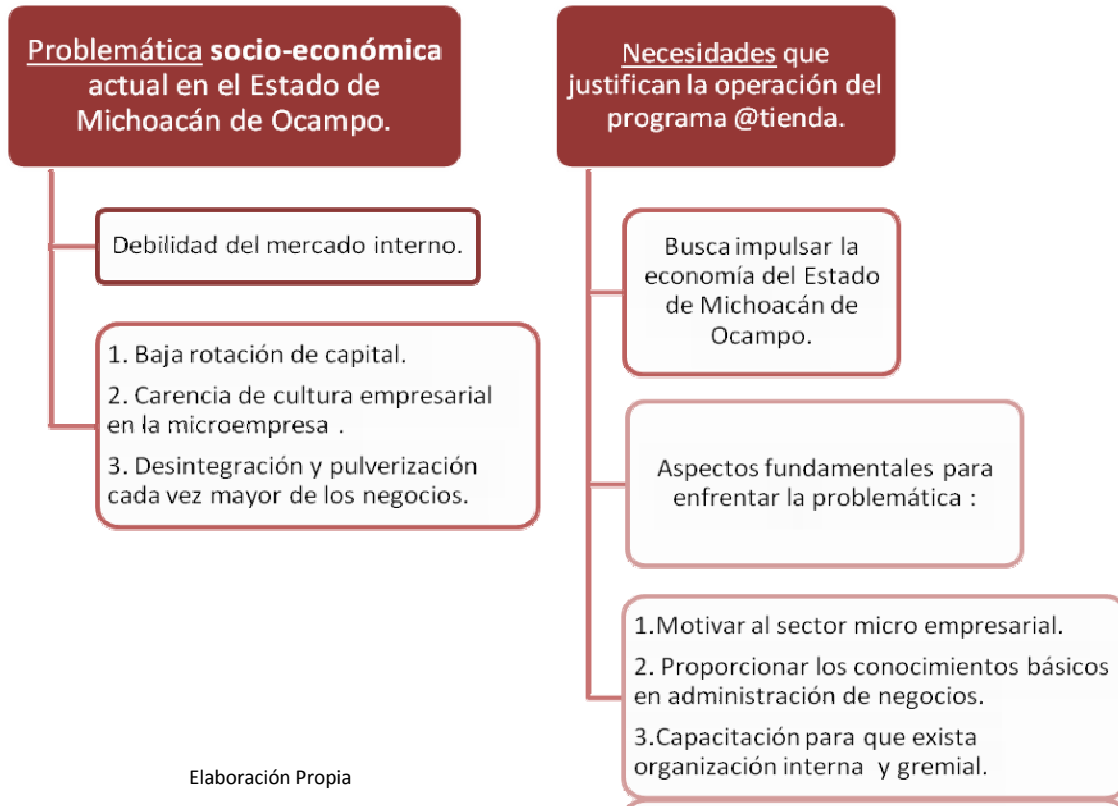 Problemática socio-económica
actual en el Estado de
Michoacán de Ocampo.
Debilidad del mercado interno.
1. Baja rotación de capital.
2. Carencia de cultura empresarial
en la microempresa .
3. Desintegración y pulverización
cada vez mayor de los negocios.
Necesidades que
justifican la operación del
programa @tienda.
Busca impulsar la
economía del Estado
de Michoacán de
Ocampo.
Aspectos fundamentales para
enfrentar la problemática :
1.Motivar al sector micro empresarial.
2. Proporcionar los conocimientos básicos
en administración de negocios.
3.Capacitación para que exista
organización interna y gremial.
Elaboración Propia